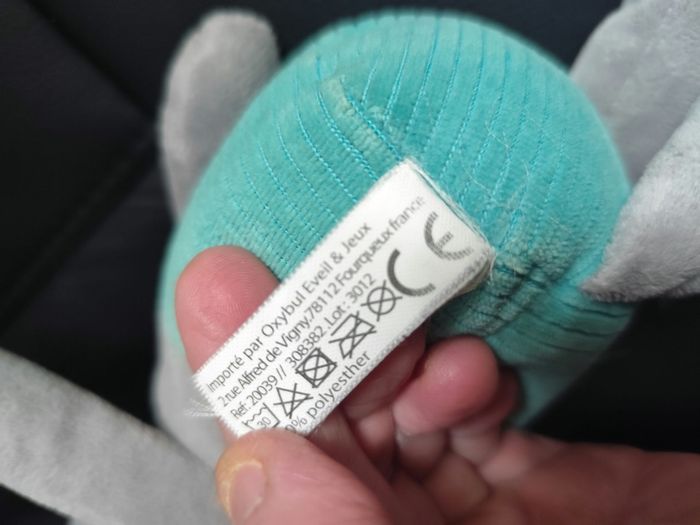 Importé par Oxybul Eveil & Jeux
2 rue Alfred de Vigny,78112 Fourqueux france
Ref: 20039 // 308382 .Lot : 3012
CE
30
% polyesther